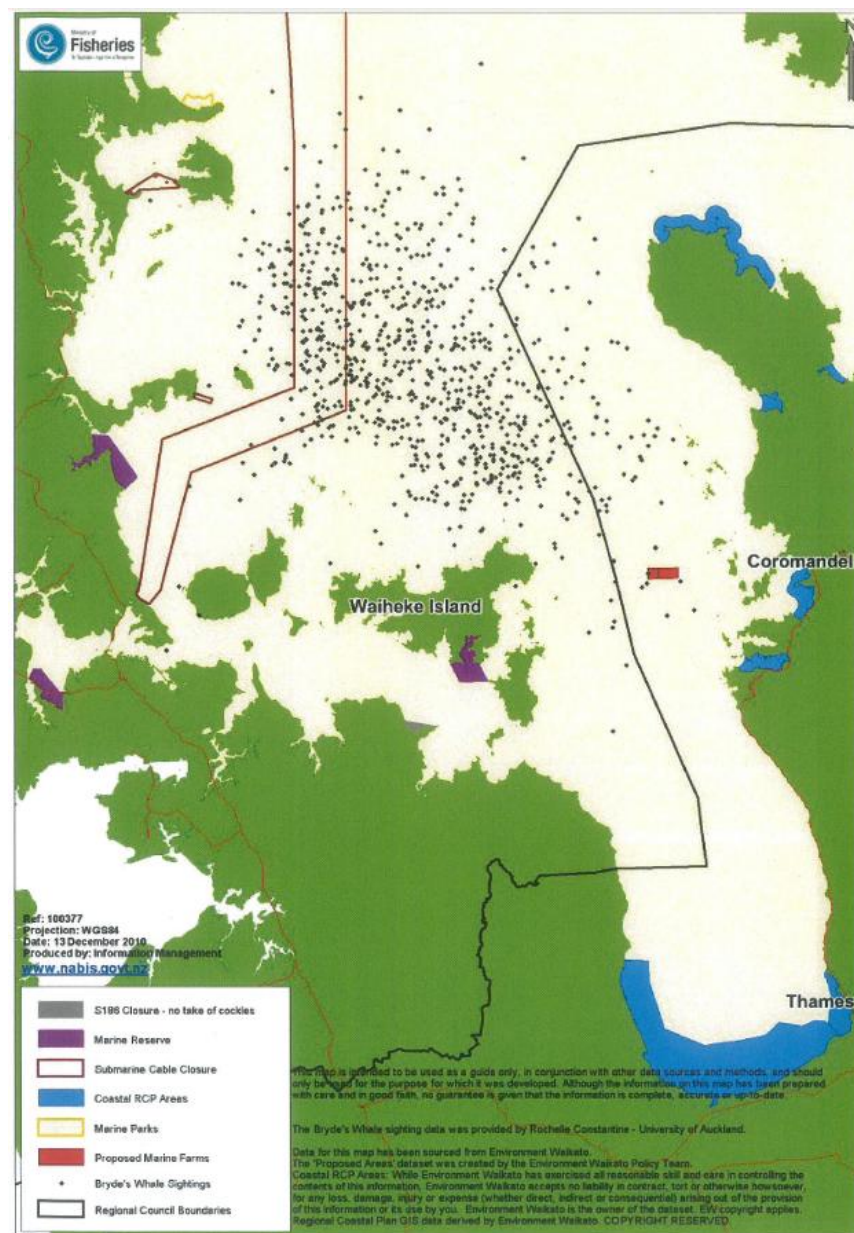 Ministry of
Fisheries
N
Coromandel
Waiheke Island
Thames
Ref: 100377
Projection: WGS84
Date: 13 December 2010
Produced by: Information Management
www.nabis.govt.nz
S186 Closure - no take of cockles
Marine Reserve
Submarine Cable Closure
Coastal RCP Areas
Marine Parks
Proposed Marine Farms
Bryde's Whale Sightings
Regional Council Boundaries
This map is intended to be used as a guide only, in conjunction with other data sources and methods, and should
only be used for the purpose for which it was developed. Although the information on this map has been prepared
with care and in good faith, no guarantee is given that the information is complete, accurate or up-to-date.
The Bryde's Whale sighting data was provided by Rochelle Constantine - University of Auckland.
Data for this map has been sourced from Environment Waikato.
The 'Proposed Areas' dataset was created by the Environment Waikato Policy Team.
Coastal RCP Areas: While Environment Waikato has exercised all reasonable skill and care in controlling the
contents of this information, Environment Waikato accepts no liability in contract, tort or otherwise howsoever,
for any loss, damage, injury or expense (whether direct, indirect or consequential) arising out of the provision
of this information or its use by you. Environment Waikato is the owner of the dataset. EW copyright applies.
Regional Coastal Plan GIS data derived by Environment Waikato. COPYRIGHT RESERVED.